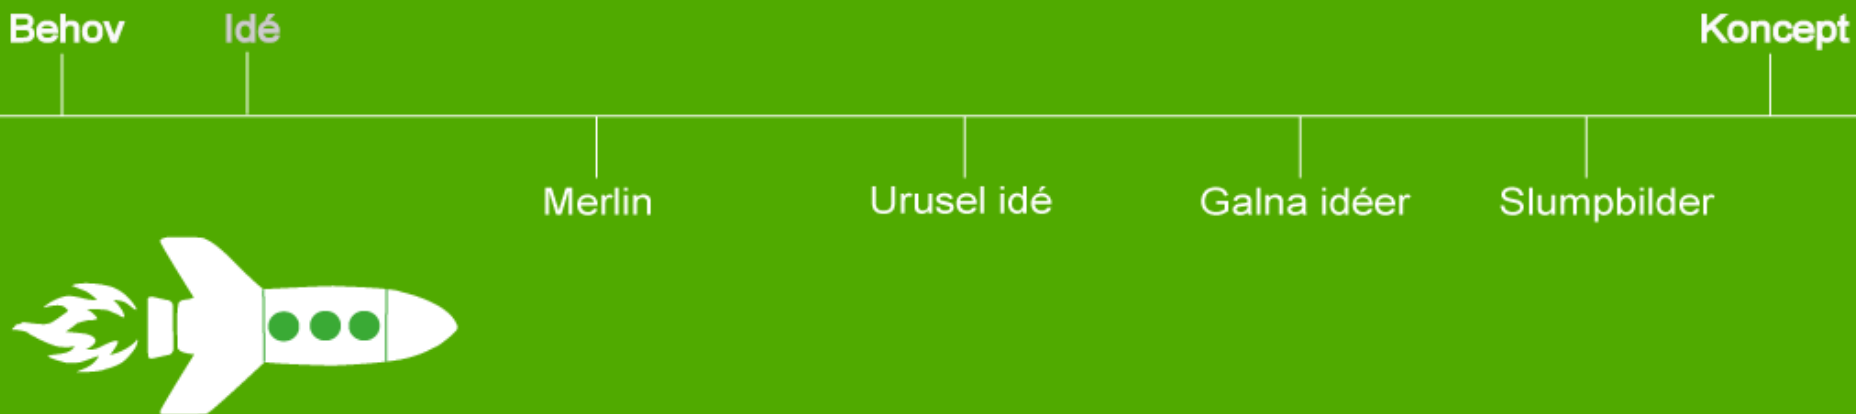 Behov
Idé
Koncept
Merlin
Urusel idé
Galna idéer
Slumpbilder